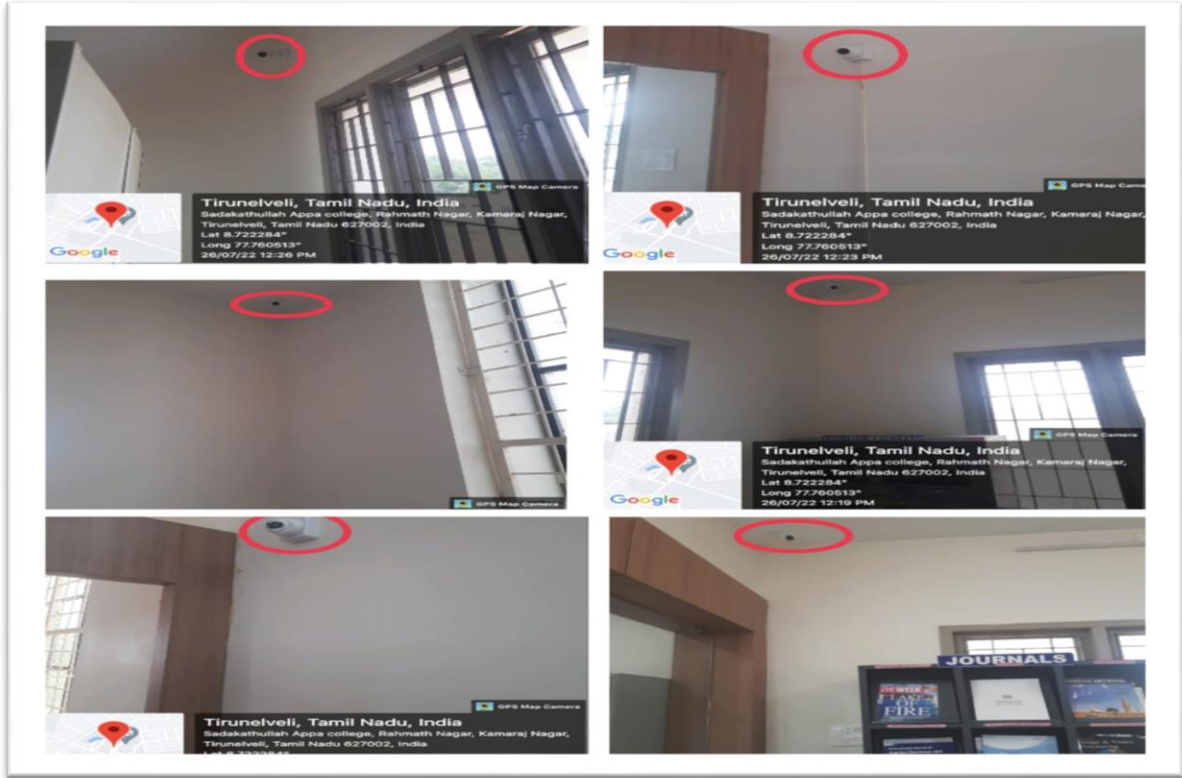 GPS Map Camera
Tirunelveli, Tamil Nadu, India
Sadakathullah Appa college, Rahmath Nagar, Kamaraj Nagar,
Tirunelveli, Tamil Nadu 627002, India
Lat 8.722284°
Long 77.760513°
26/07/22 12:26 PM
Google
GPS Map Came
Tirunelveli, Tamil Nadu, India
Sadakathullah Appa college, Rahmath Nagar, Kamaraj Nagar,
Tirunelveli, Tamil Nadu 627002, India
Lat 8.722284°
Long 77.760513°
26/07/22 12:23 PM
Google
GPS Map Camera
GPS Map Camera
Tirunelveli, Tamil Nadu, India
Sadakathullah Appa college, Rahmath Nagar, Kamaraj Nagar,
Tirunelveli, Tamil Nadu 627002, India
Lat 8.722284°
Long 77.760513°
26/07/22 12:19 PM
Google
GPS Map Camera
Tirunelveli, Tamil Nadu, India
Sadakathullah Appa college, Rahmath Nagar, Kamaraj Nagar,
Tirunelveli, Tamil Nadu 627002, India
JOURNALS
THE WEEK
OF
FIRE